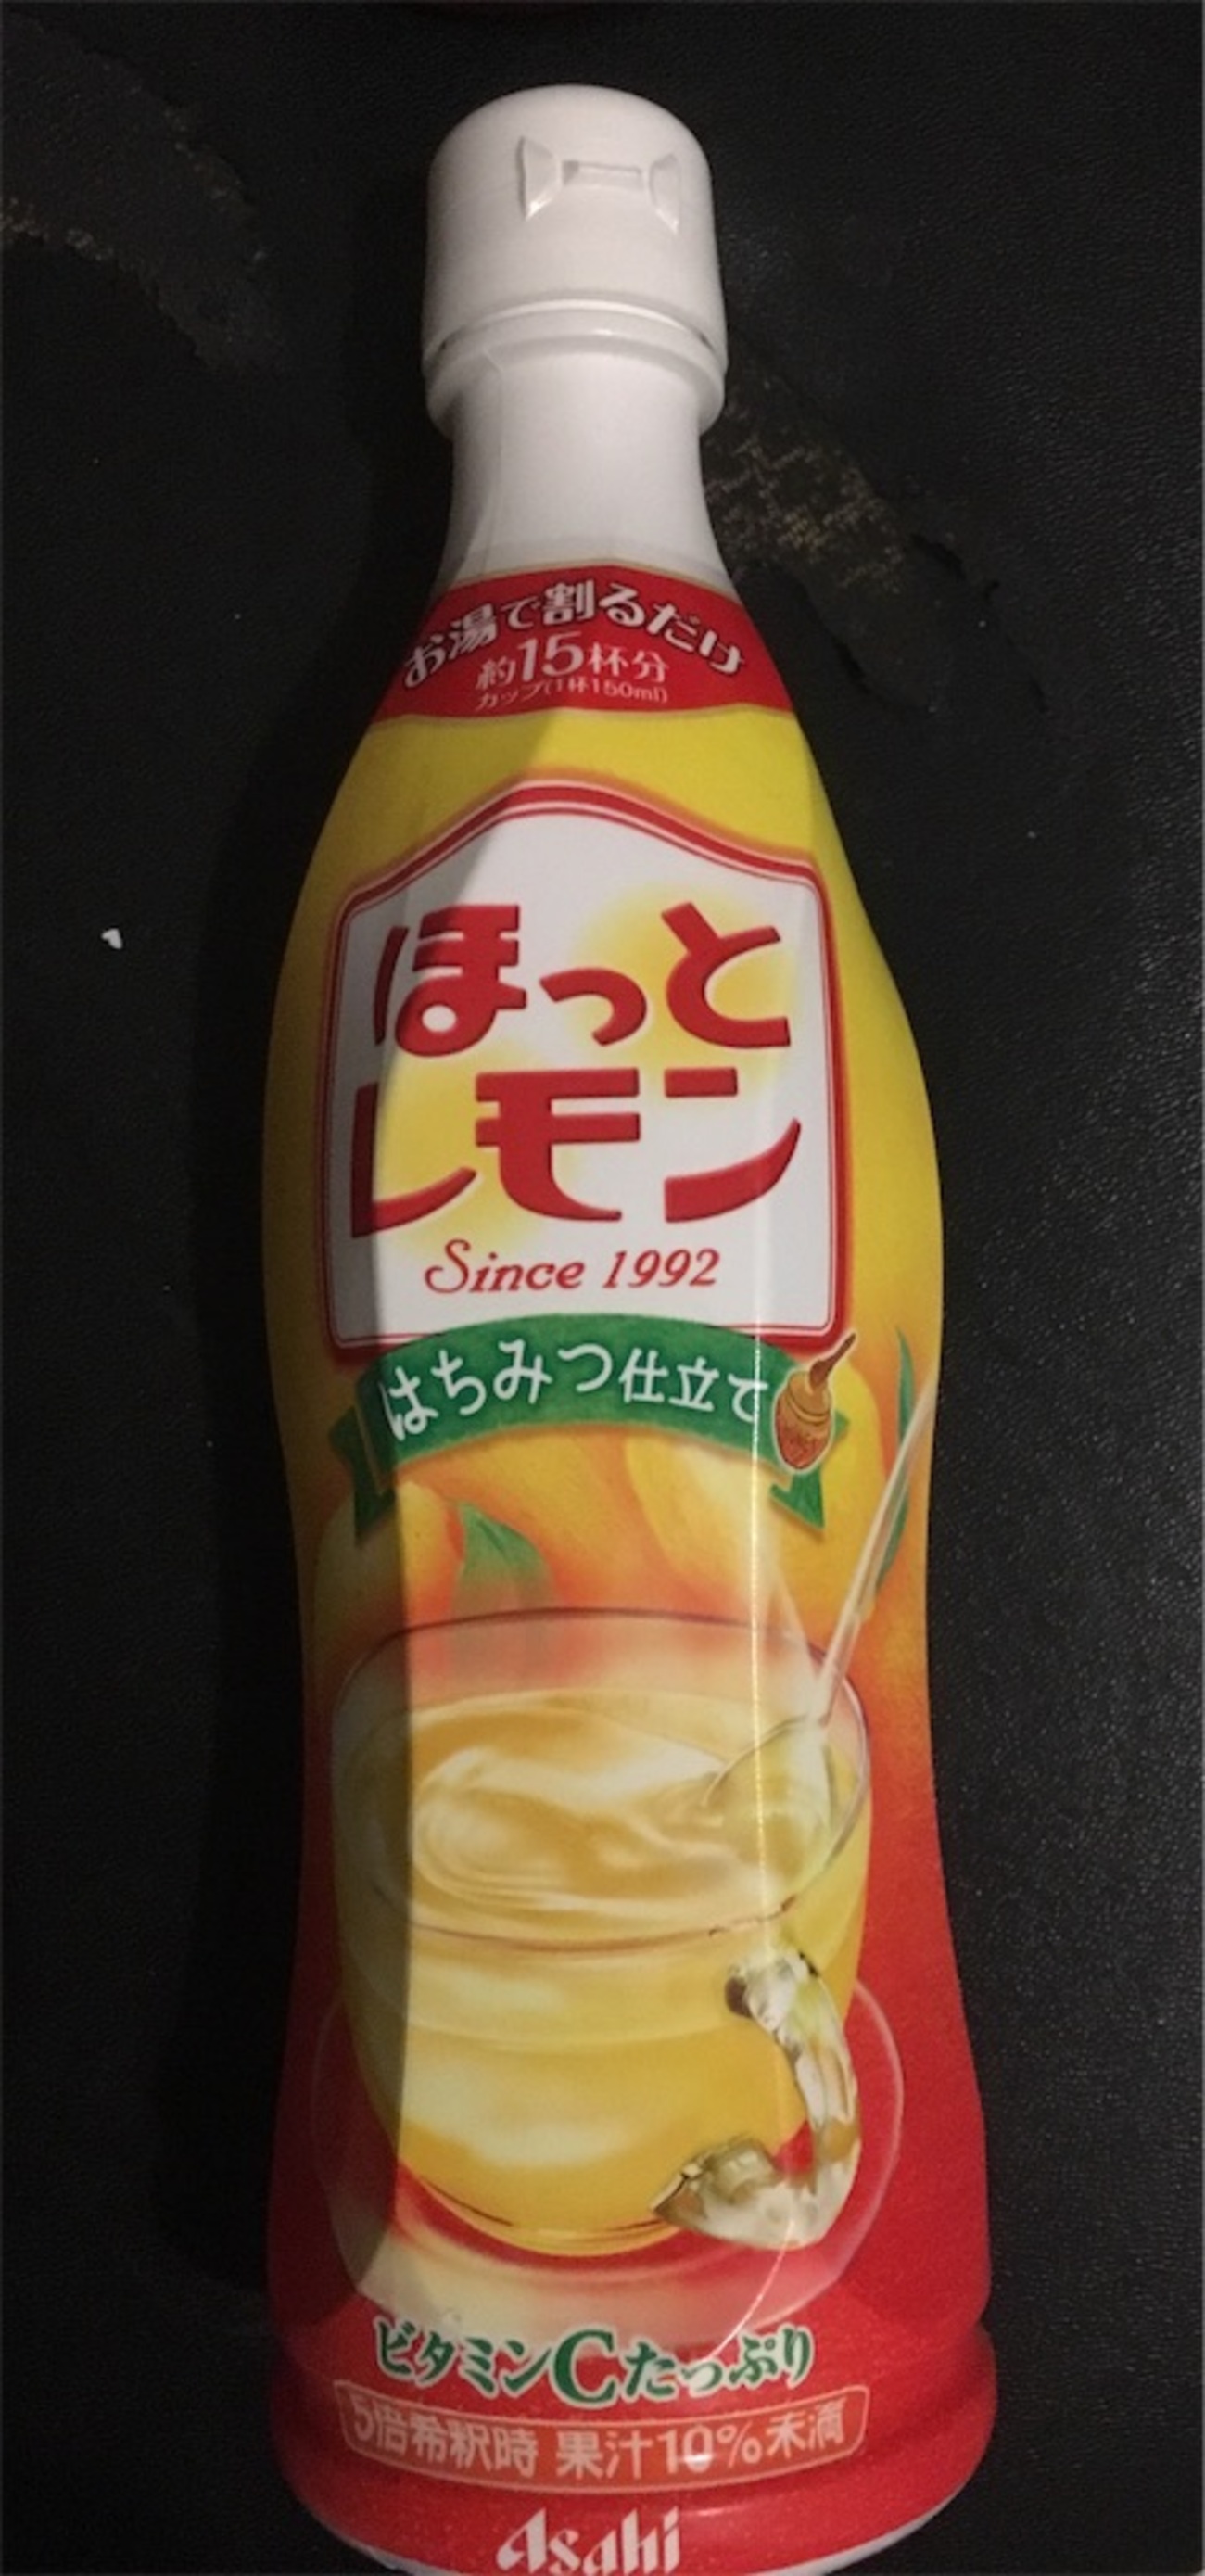 お湯で割るだけ
約15杯分
カップ(1杯150ml)
ほっと
レモン
Since 1992
はちみつ仕立て
ビタミンCたっぷり
5倍希釈時 果汁10%未満
Asahi